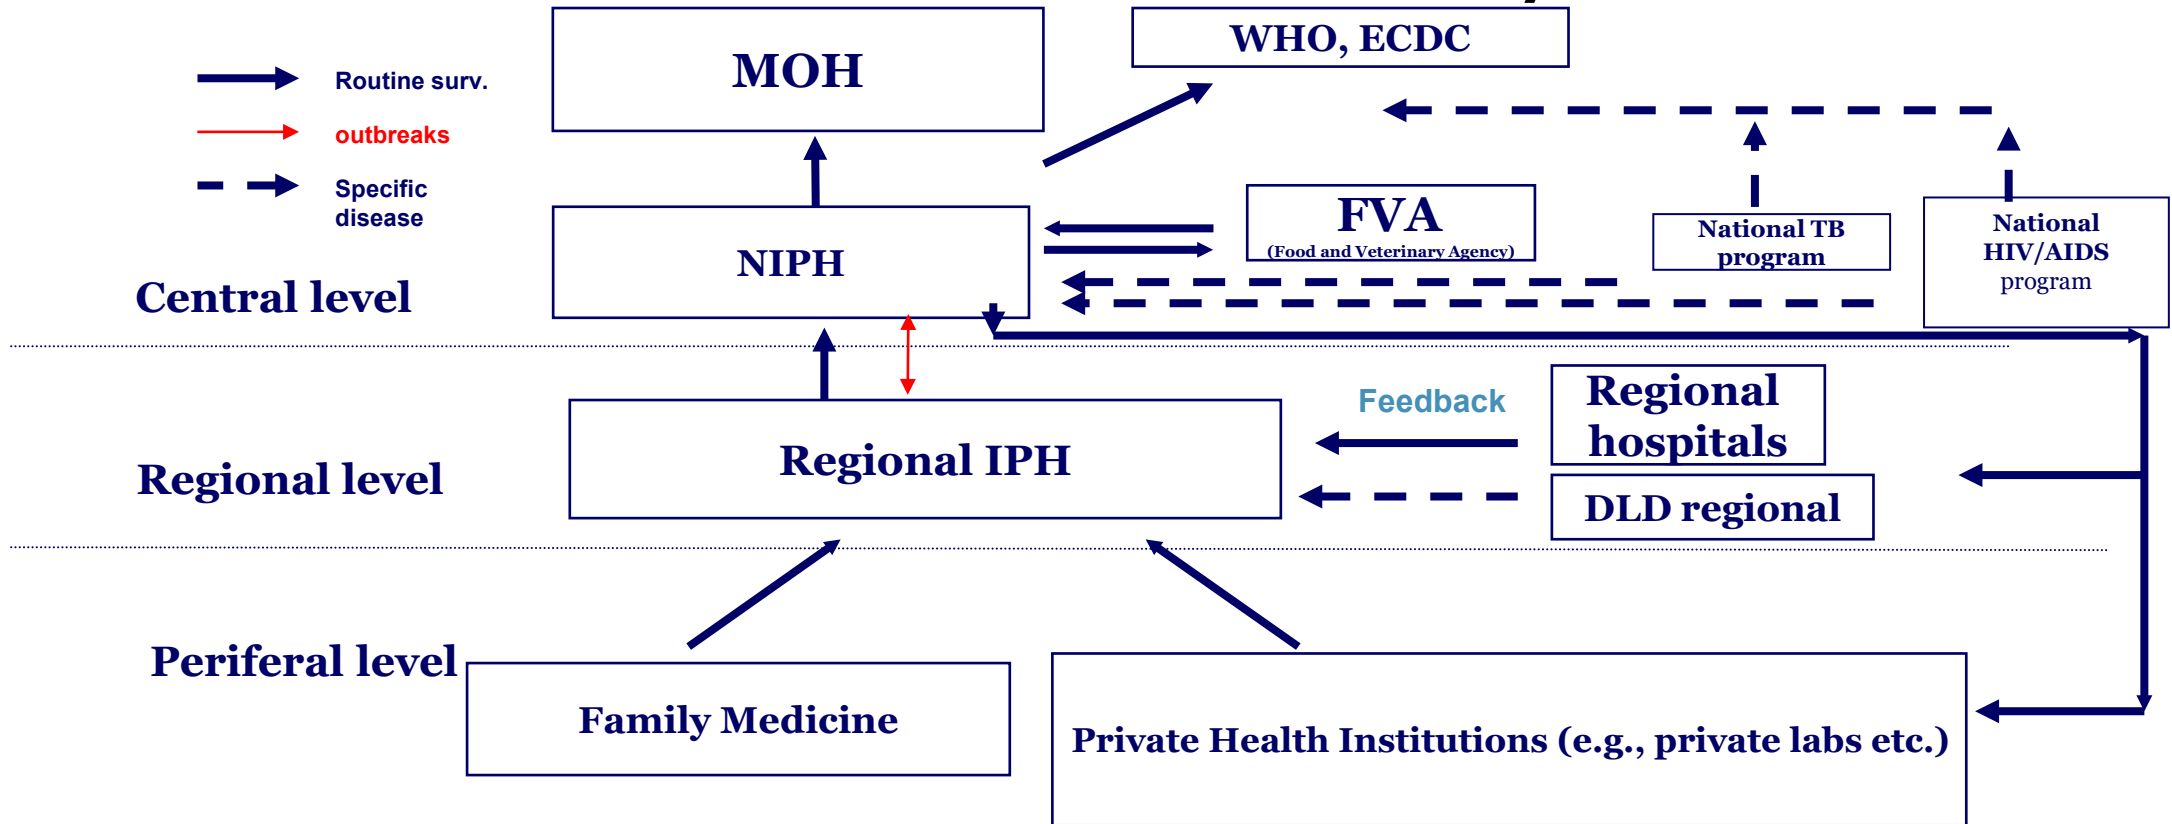 MOH
WHO, ECDC
Routine surv.
outbreaks
Specific
disease
FVA
(Food and Veterinary Agency)
National TB
program
National
HIV/AIDS
program
NIPH
Central level
Feedback
Regional
hospitals
Regional IPH
Regional level
DLD regional
Periferal level
Family Medicine
Private Health Institutions (e.g., private labs etc.)